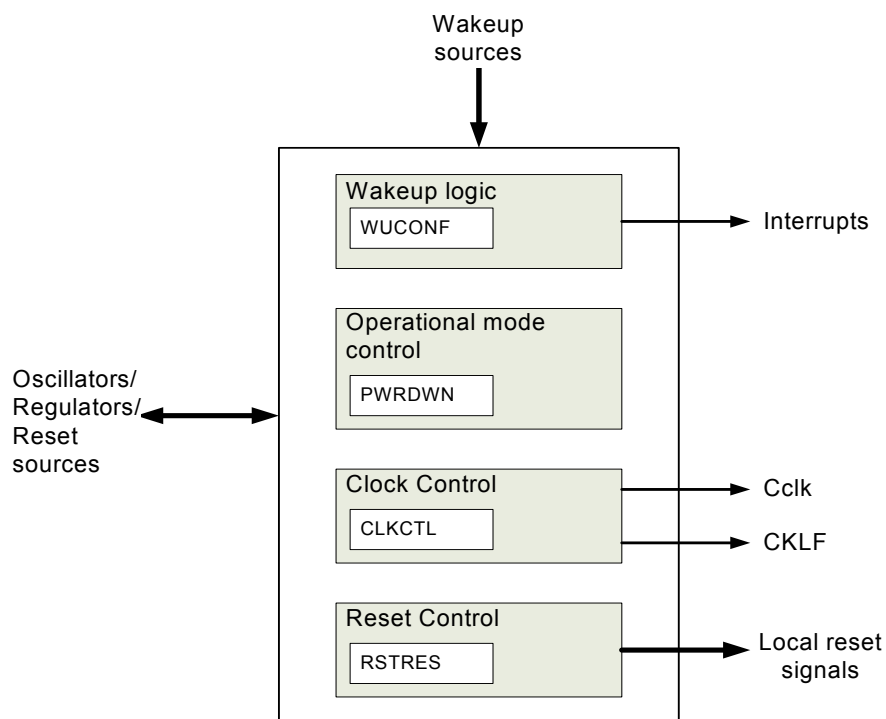 Wakeup
sources
Wakeup logic
WUCONF
Interrupts
Operational mode
control
PWRDWN
Oscillators/
Regulators/
Reset
sources
Clock Control
CLKCTL
Cclk
CKLF
Reset Control
RSTRES
Local reset
signals